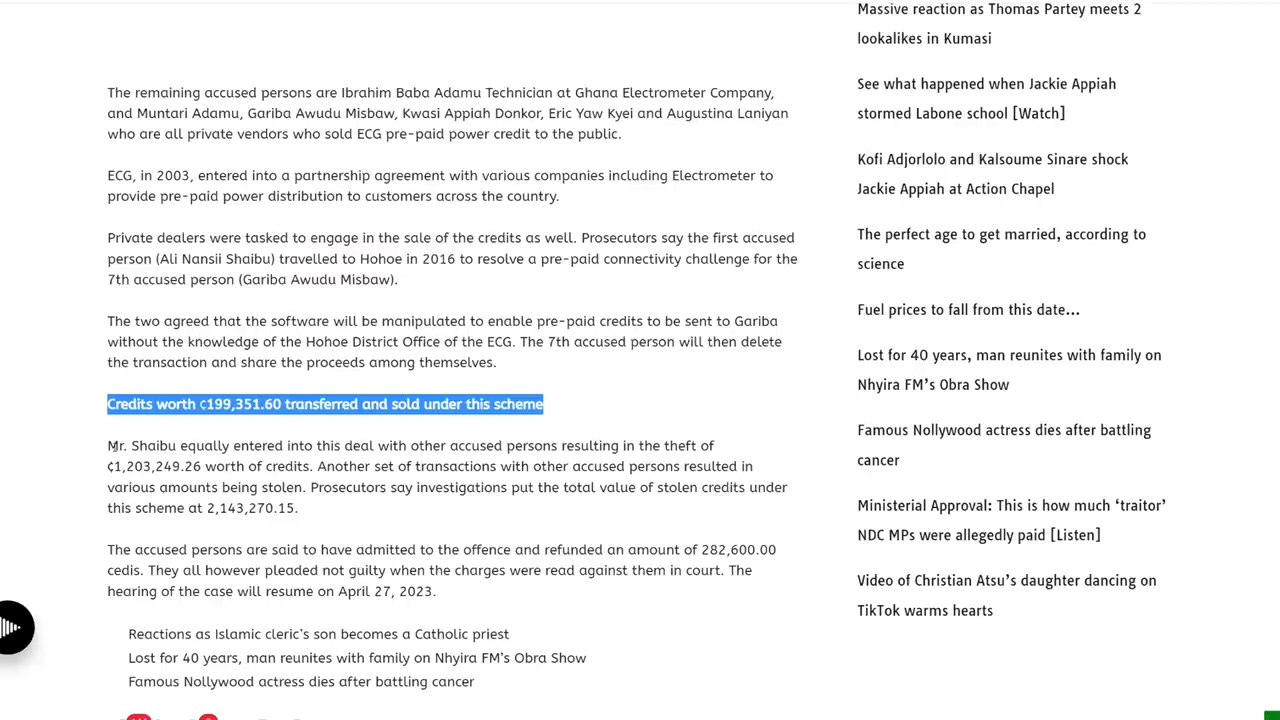 The remaining accused persons are Ibrahim Baba Adamu Technician at Ghana Electrometer Company,
and Muntari Adamu, Gariba Awudu Misbaw, Kwasi Appiah Donkor, Eric Yaw Kyei and Augustina Laniyan
who are all private vendors who sold ECG pre-paid power credit to the public.
ECG, in 2003, entered into a partnership agreement with various companies including Electrometer to
provide pre-paid power distribution to customers across the country.
Private dealers were tasked to engage in the sale of the credits as well. Prosecutors say the first accused
person (Ali Nansii Shaibu) travelled to Hohoe in 2016 to resolve a pre-paid connectivity challenge for the
7th accused person (Gariba Awudu Misbaw).
The two agreed that the software will be manipulated to enable pre-paid credits to be sent to Gariba
without the knowledge of the Hohoe District Office of the ECG. The 7th accused person will then delete
the transaction and share the proceeds among themselves.
Credits worth ¢199,351.60 transferred and sold under this scheme
Mr. Shaibu equally entered into this deal with other accused persons resulting in the theft of
¢1,203,249.26 worth of credits. Another set of transactions with other accused persons resulted in
various amounts being stolen. Prosecutors say investigations put the total value of stolen credits under
this scheme at 2,143,270.15.
The accused persons are said to have admitted to the offence and refunded an amount of 282,600.00
cedis. They all however pleaded not guilty when the charges were read against them in court. The
hearing of the case will resume on April 27, 2023.
Reactions as Islamic cleric's son becomes a Catholic priest
Lost for 40 years, man reunites with family on Nhyira FM's Obra Show
Famous Nollywood actress dies after battling cancer
Massive reaction as Thomas Partey meets 2
lookalikes in Kumasi
See what happened when Jackie Appiah
stormed Labone school [Watch]
Kofi Adjorlolo and Kalsoume Sinare shock
Jackie Appiah at Action Chapel
The perfect age to get married, according to
science
Fuel prices to fall from this date...
Lost for 40 years, man reunites with family on
Nhyira FM's Obra Show
Famous Nollywood actress dies after battling
cancer
Ministerial Approval: This is how much ‘traitor’
NDC MPs were allegedly paid [Listen]
Video of Christian Atsu's daughter dancing on
TikTok warms hearts